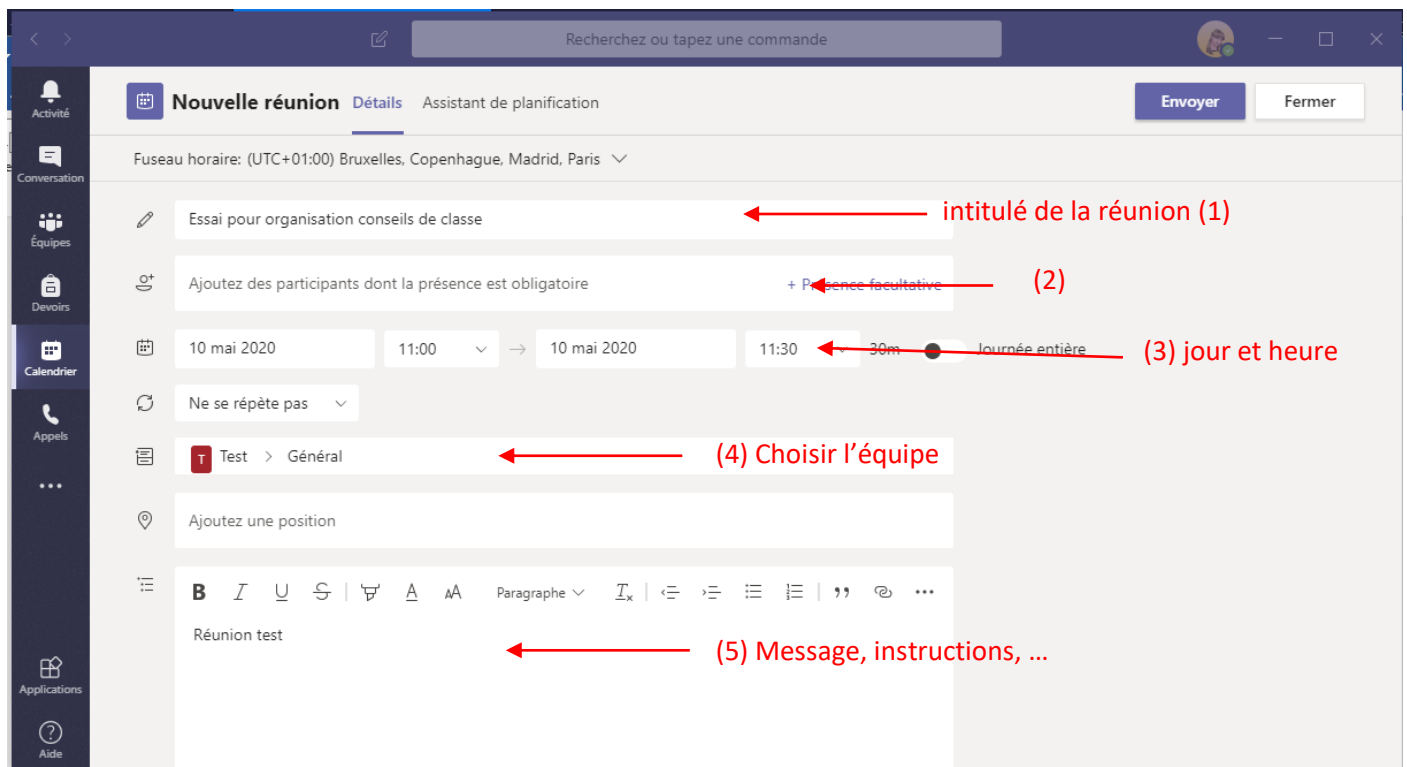 Recherchez ou tapez une commande
Activité
Conversation
Équipes
Devoirs
Calendrier
Appels
Applications
Aide
Nouvelle réunion Détails Assistant de planification Envoyer Fermer
Fuseau horaire: (UTC+01:00) Bruxelles, Copenhague, Madrid, Paris
Essai pour organisation conseils de classe intitulé de la réunion (1)
Ajoutez des participants dont la présence est obligatoire + Présence facultative (2)
10 mai 2020 11:00 → 10 mai 2020 11:30 30m Journée entière (3) jour et heure
Ne se répète pas
T Test > Général (4) Choisir l’équipe
Ajoutez une position
B I U S A AA Paragraphe Tx
Réunion test
(5) Message, instructions, …